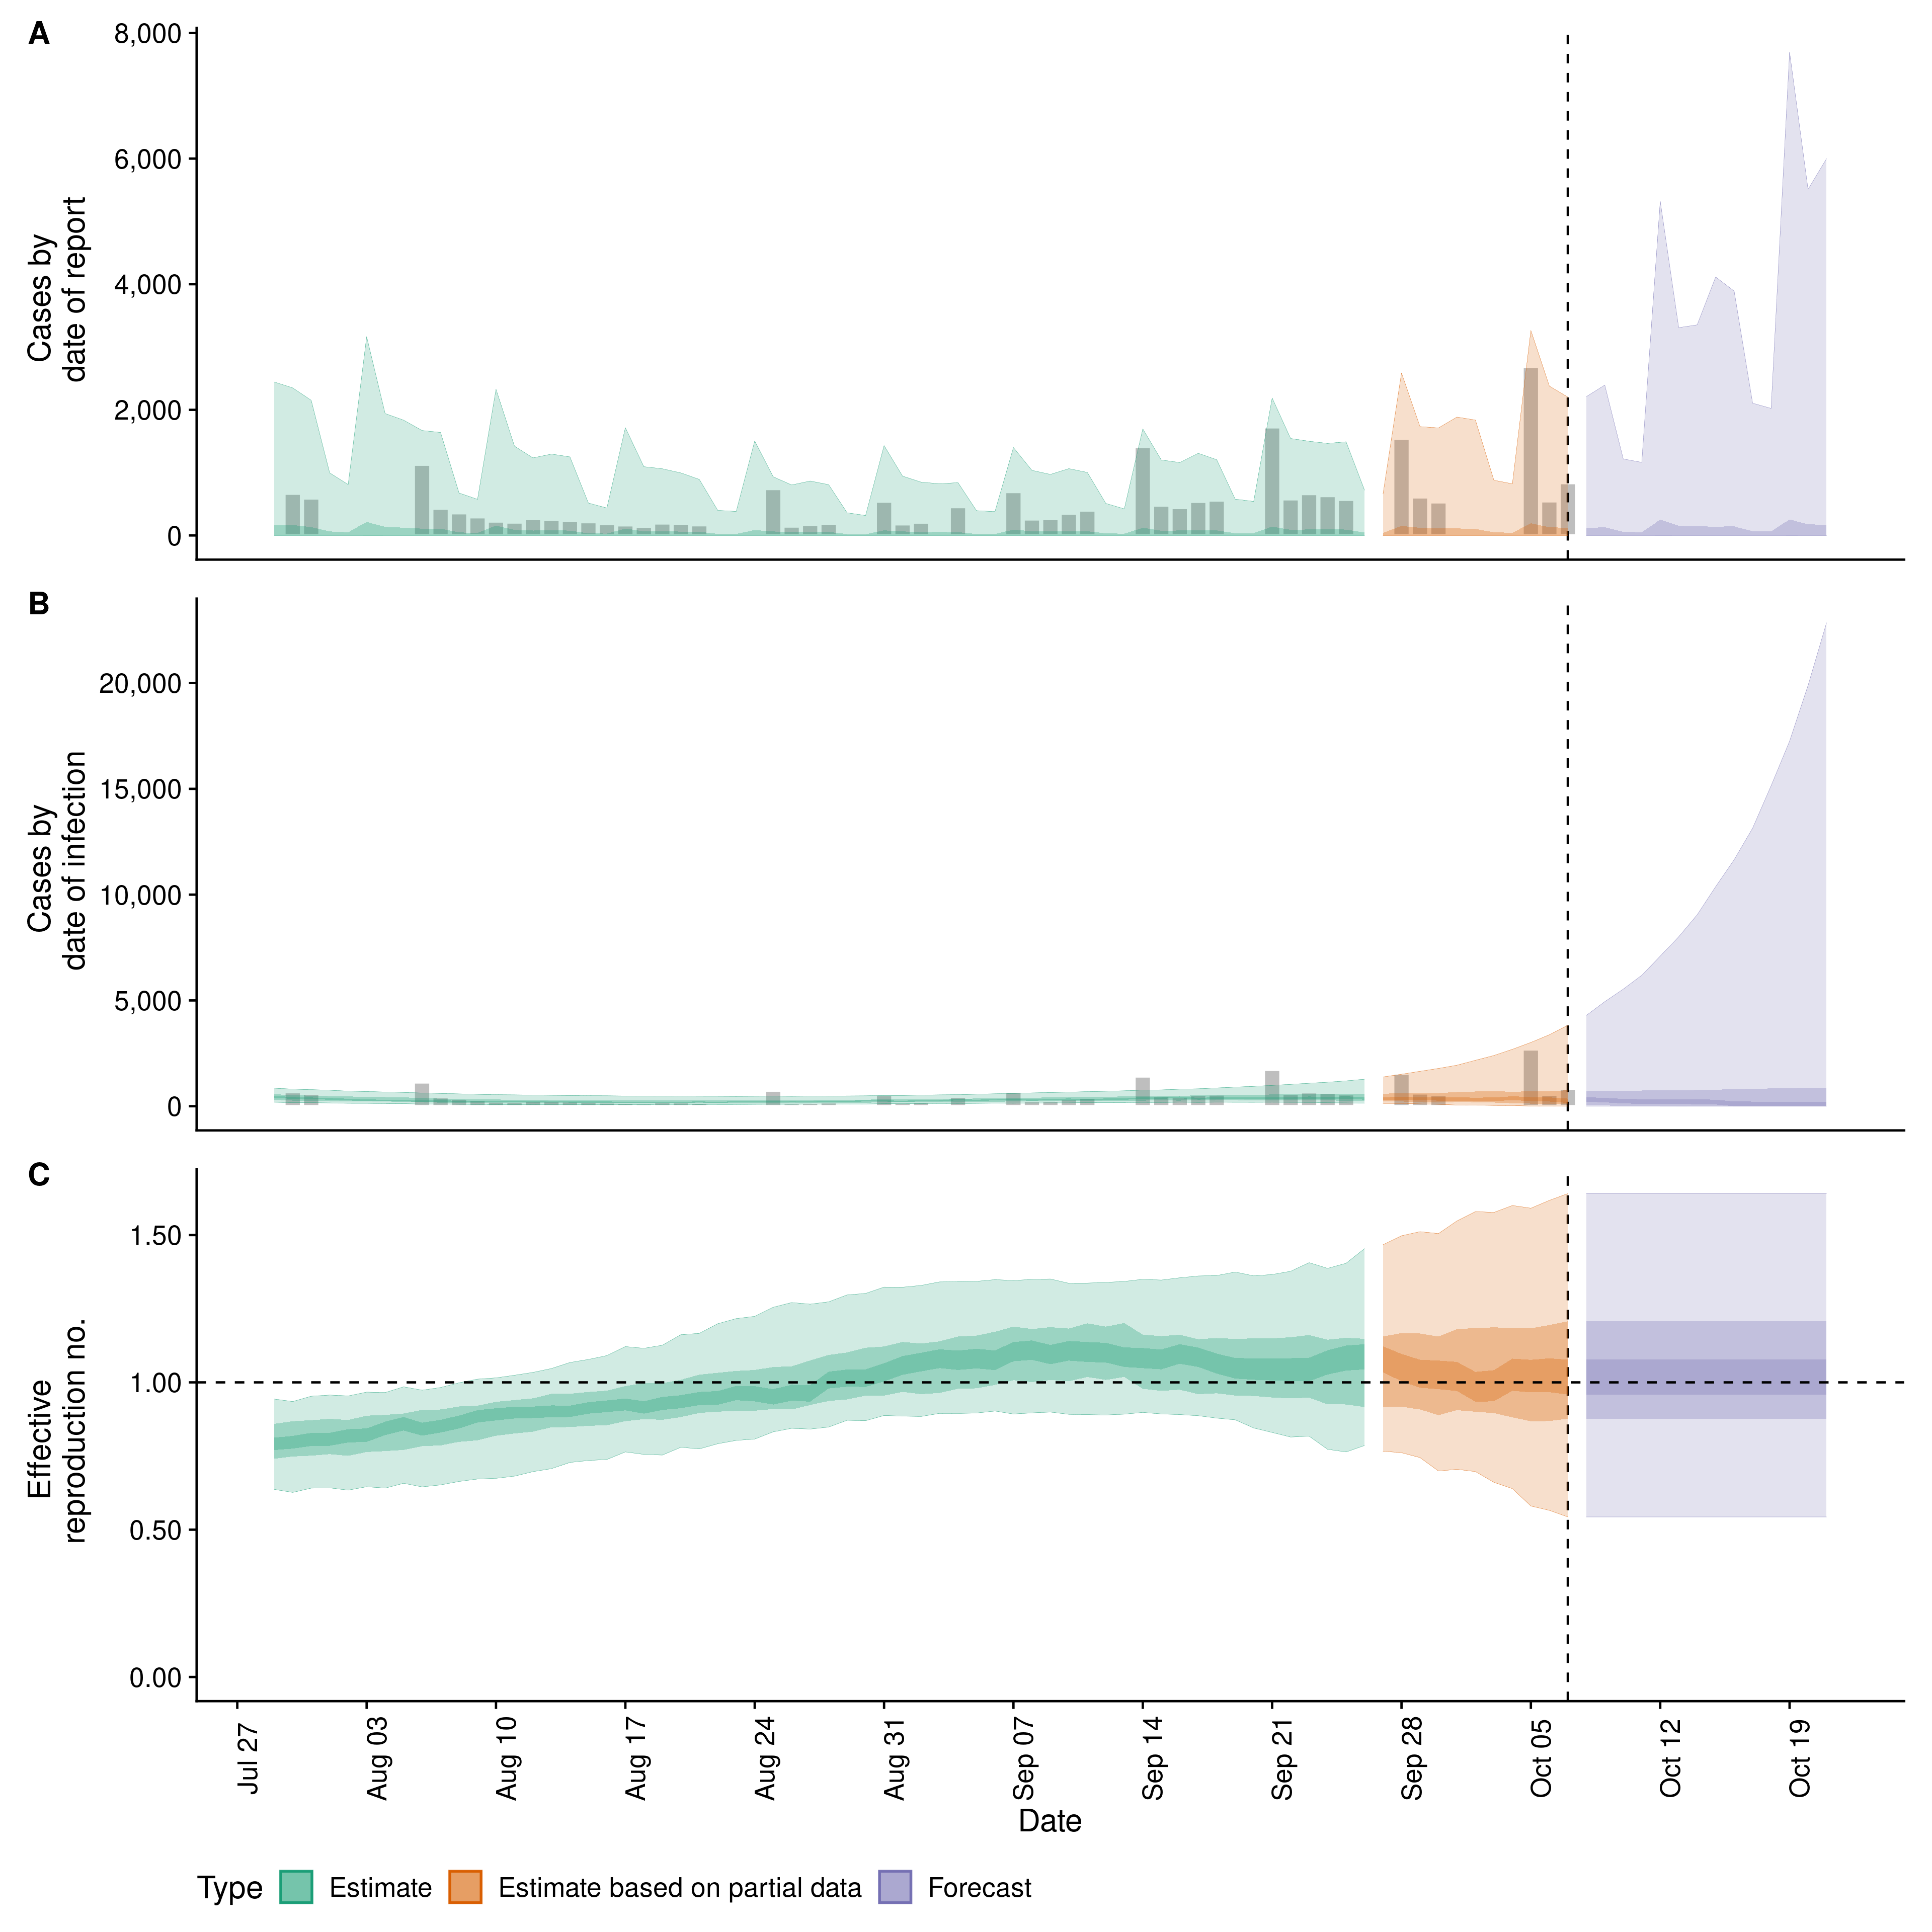 A
8,000
6,000
4,000
2,000
0
Cases by
date of report
B
20,000
15,000
10,000
5,000
0
Cases by
date of infection
C
1.50
1.00
0.50
0.00
Effective
reproduction no.
Jul 27
Aug 03
Aug 10
Aug 17
Aug 24
Aug 31
Sep 07
Sep 14
Sep 21
Sep 28
Oct 05
Oct 12
Oct 19
Date
Type Estimate Estimate based on partial data Forecast